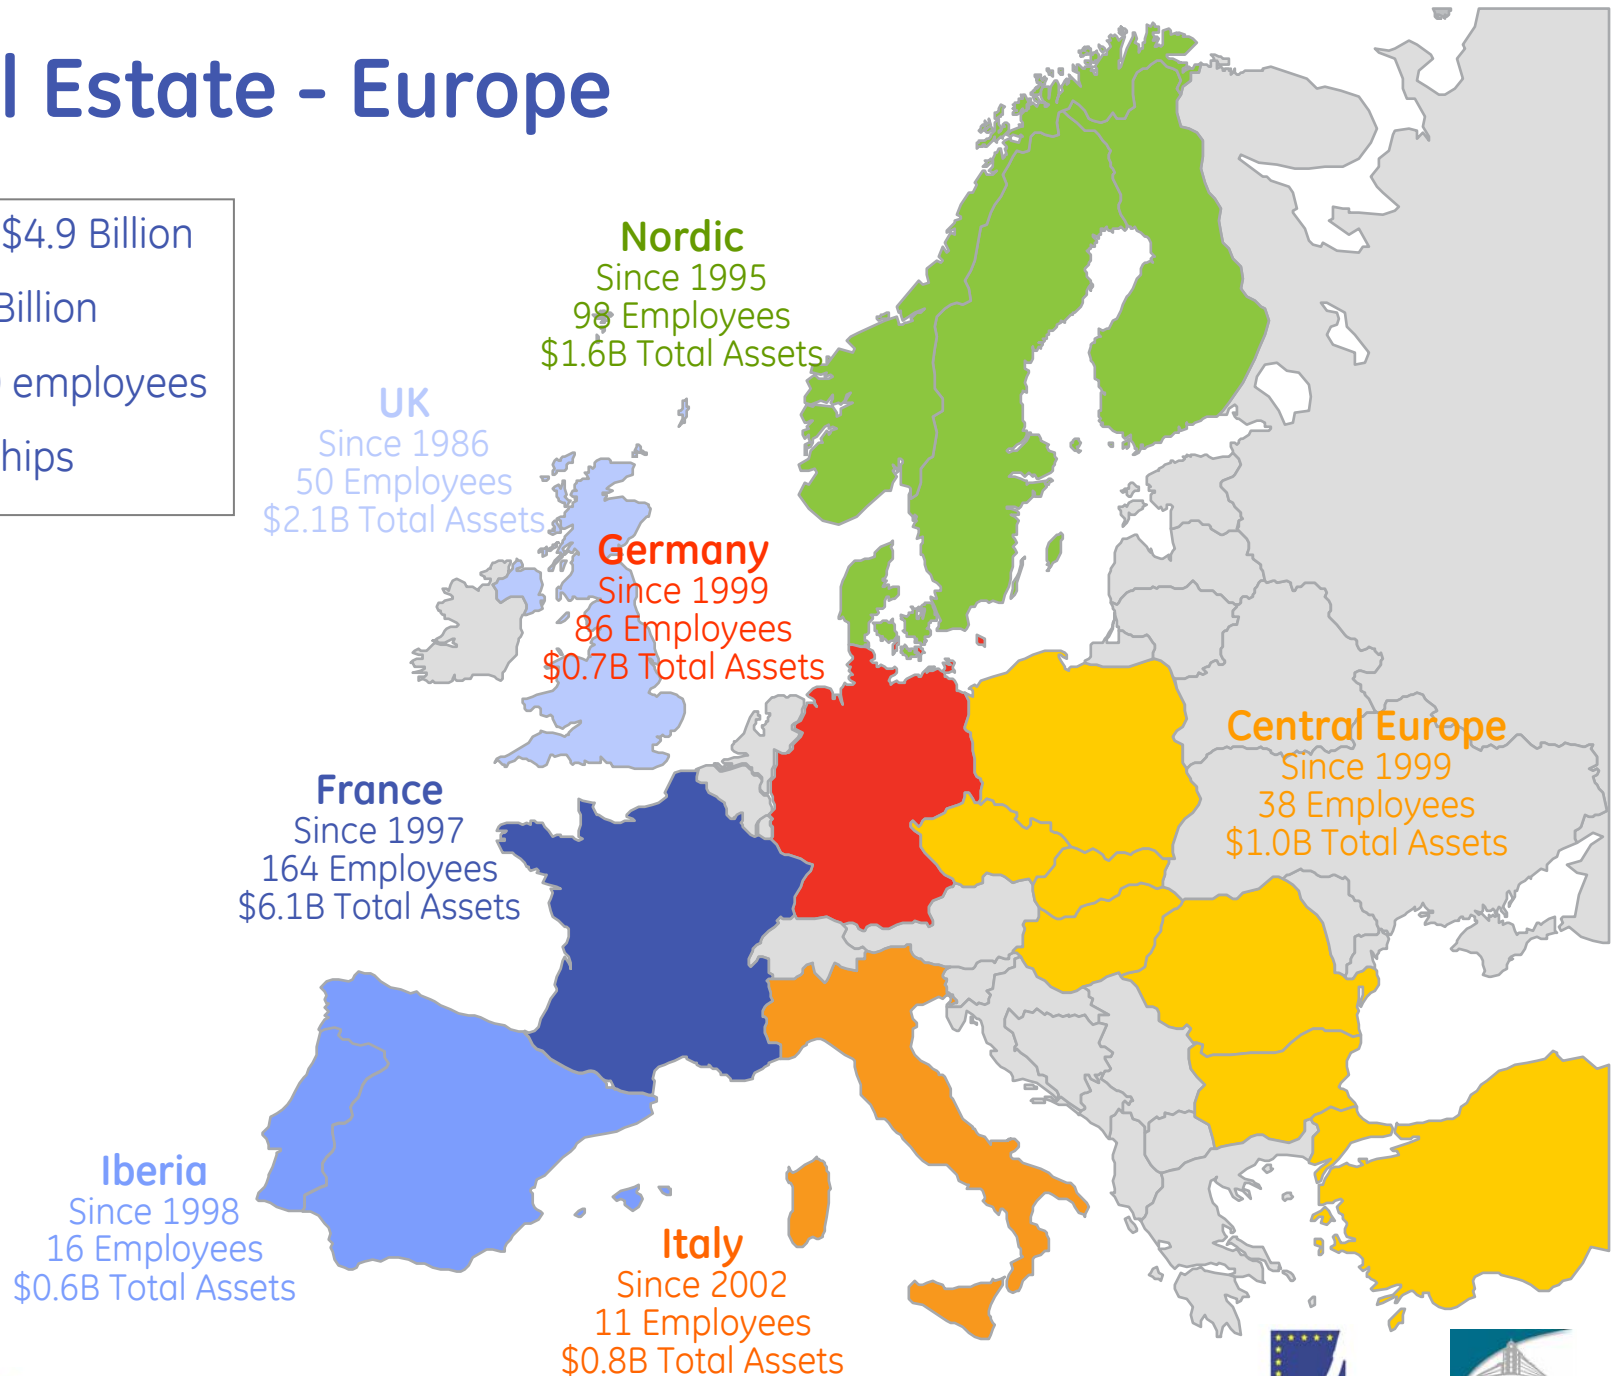 Estate - Europe
$4.9 Billion
Billion
employees
Nordic
Since 1995
98 Employees
$1.6B Total Assets
UK
Since 1986
50 Employees
$2.1B Total Assets
Germany
Since 1999
86 Employees
$0.7B Total Assets
Central Europe
Since 1999
38 Employees
$1.0B Total Assets
France
Since 1997
164 Employees
$6.1B Total Assets
Iberia
Since 1998
16 Employees
$0.6B Total Assets
Italy
Since 2002
11 Employees
$0.8B Total Assets